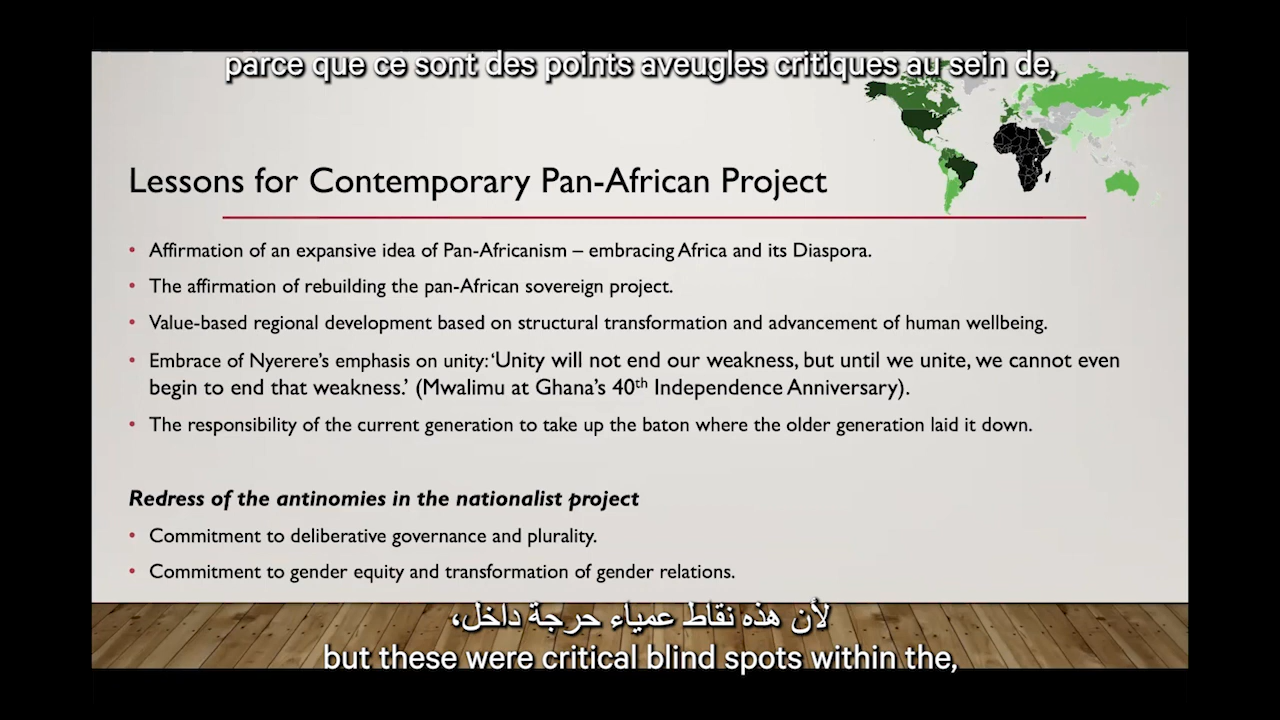 parce que ce sont des points aveugles critiques au sein de,
Lessons for Contemporary Pan-African Project
• Affirmation of an expansive idea of Pan-Africanism – embracing Africa and its Diaspora.
• The affirmation of rebuilding the pan-African sovereign project.
• Value-based regional development based on structural transformation and advancement of human wellbeing.
• Embrace of Nyerere's emphasis on unity: 'Unity will not end our weakness, but until we unite, we cannot even
begin to end that weakness.' (Mwalimu at Ghana's 40th Independence Anniversary).
• The responsibility of the current generation to take up the baton where the older generation laid it down.
Redress of the antinomies in the nationalist project
• Commitment to deliberative governance and plurality.
• Commitment to gender equity and transformation of gender relations.
لأن هذه نقاط عمياء حرجة داخل،
but these were critical blind spots within the,